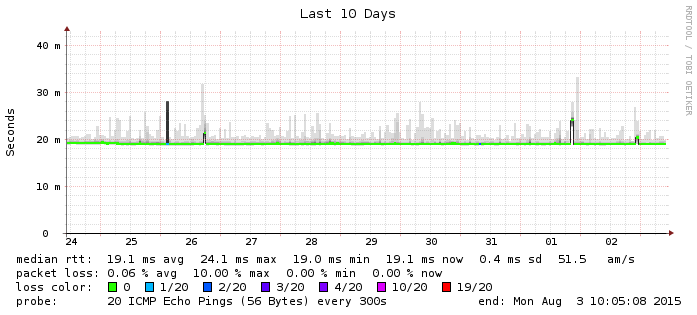 Last 10 Days
RRDTOOL / TOBI OETIKER
Seconds
40 m
30 m
20 m
10 m
0
24 25 26 27 28 29 30 31 01 02
median rtt: 19.1 ms avg 24.1 ms max 19.0 ms min 19.1 ms now 0.4 ms sd 51.5 am/s
packet loss: 0.06 % avg 10.00 % max 0.00 % min 0.00 % now
loss color: 0 1/20 2/20 3/20 4/20 10/20 19/20
probe: 20 ICMP Echo Pings (56 Bytes) every 300s end: Mon Aug 3 10:05:08 2015